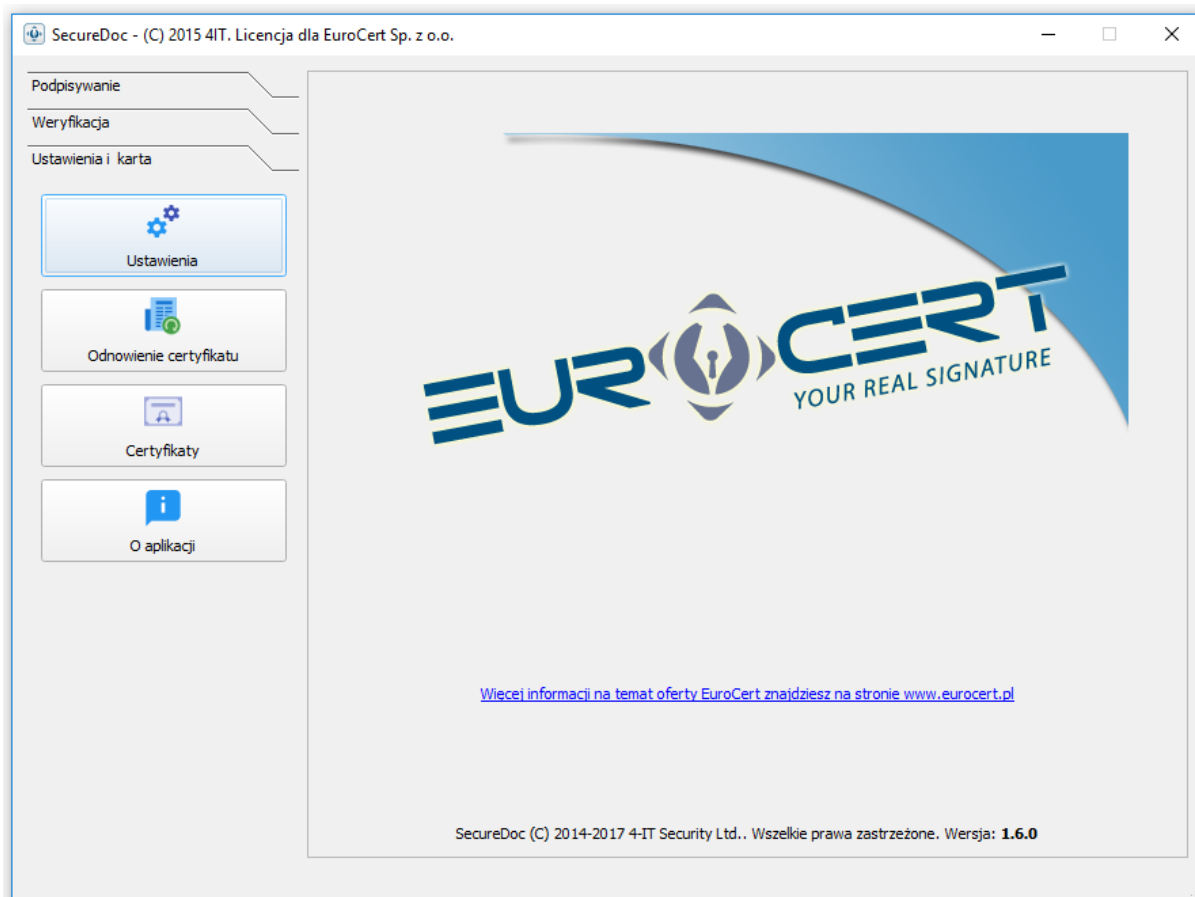 SecureDoc - (C) 2015 4IT. Licencja dla EuroCert Sp. z o.o.
Podpisywanie
Weryfikacja
Ustawienia i karta
Ustawienia
Odnowienie certyfikatu
Certyfikaty
O aplikacji
EUROCERT
YOUR REAL SIGNATURE
Więcej informacji na temat oferty EuroCert znajdziesz na stronie www.eurocert.pl
SecureDoc (C) 2014-2017 4-IT Security Ltd.. Wszelkie prawa zastrzeżone. Wersja: 1.6.0